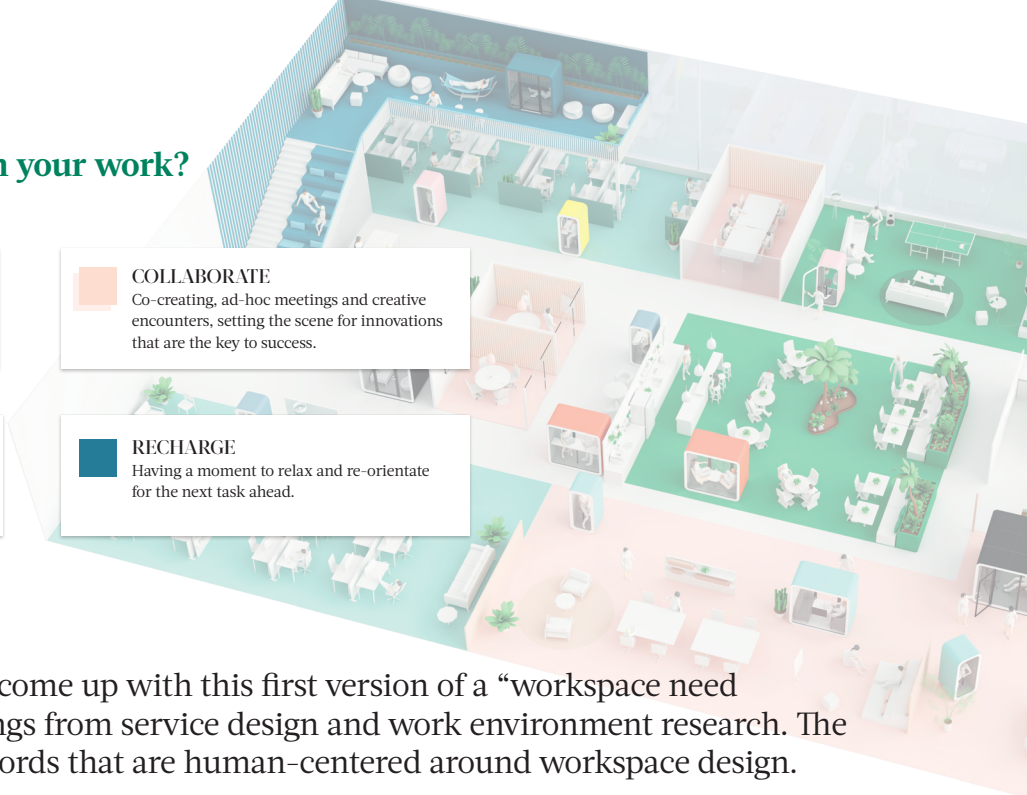 n your work?
COLLABORATE
Co-creating, ad-hoc meetings and creative
encounters, setting the scene for innovations
that are the key to success.
RECHARGE
Having a moment to relax and re-orientate
for the next task ahead.
come up with this first version of a “workspace need
ngs from service design and work environment research. The
ords that are human-centered around workspace design.